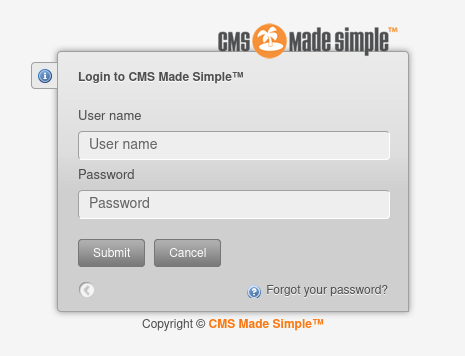 CMS Made simple™
Login to CMS Made Simple™
User name
User name
Password
Password
Submit Cancel
Forgot your password?
Copyright © CMS Made Simple™